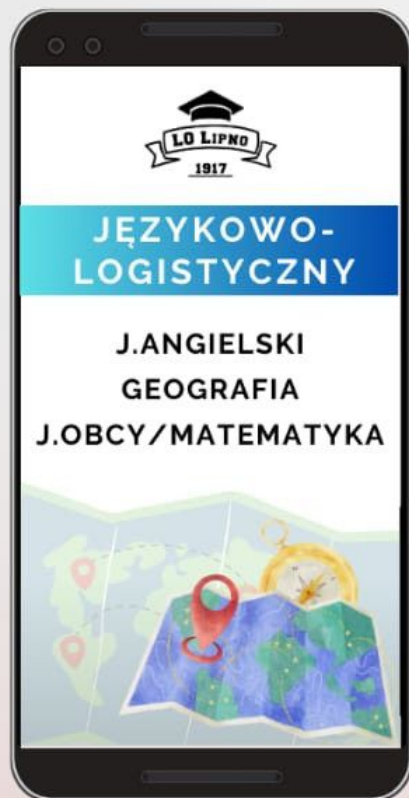 LO LIPNO
1917
JĘZYKOWO-
LOGISTYCZNY
J.ANGIELSKI
GEOGRAFIA
J.OBCY/MATEMATYKA